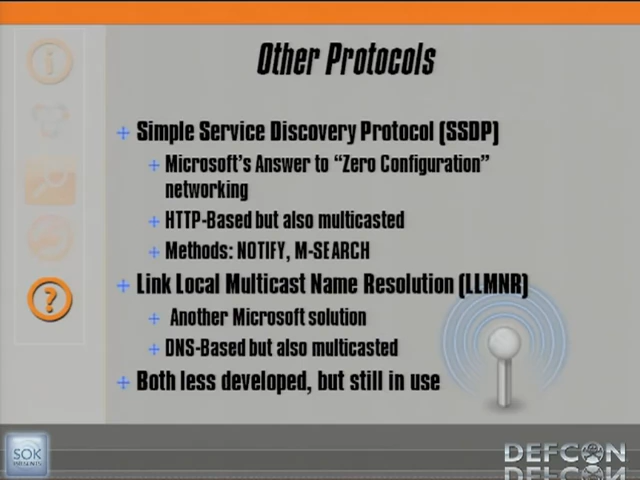 Other Protocols
Simple Service Discovery Protocol (SSDP)
Microsoft's Answer to “Zero Configuration”
networking
HTTP-Based but also multicasted
Methods: NOTIFY, M-SEARCH
Link Local Multicast Name Resolution (LLMNR)
Another Microsoft solution
DNS-Based but also multicasted
Both less developed, but still in use
SOK
DEFCON